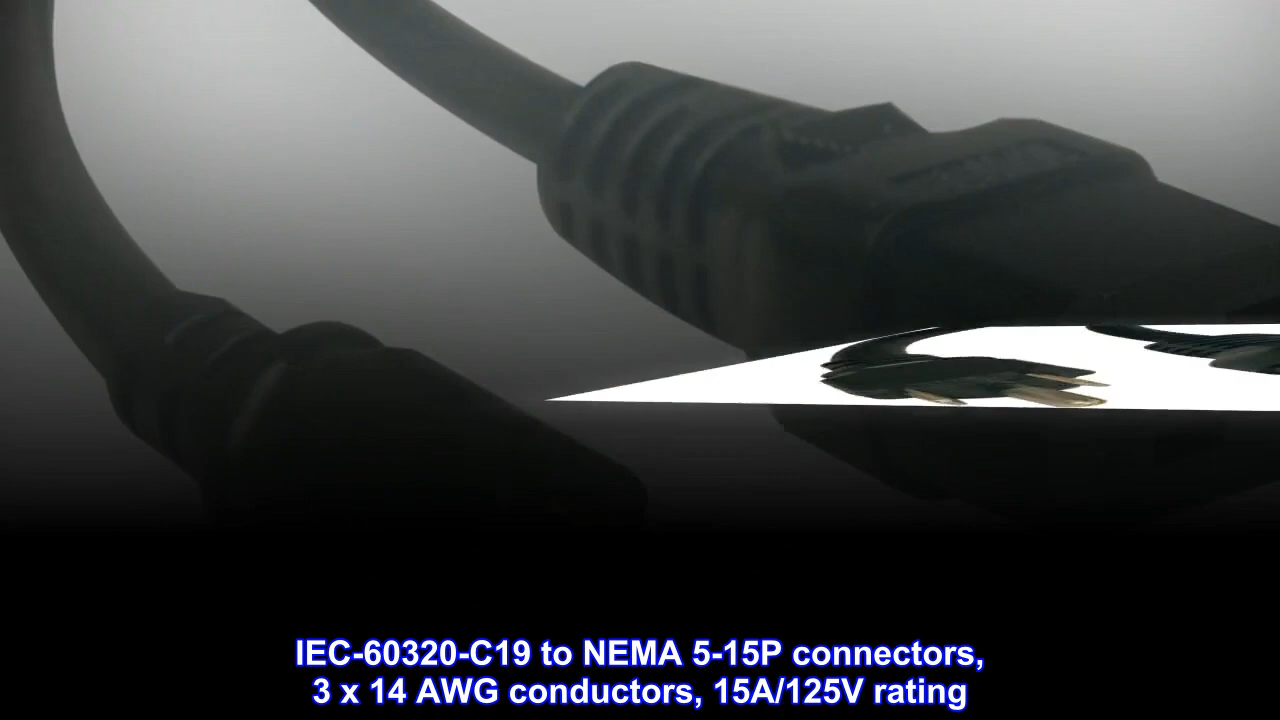 IEC-60320-C19 to NEMA 5-15P connectors,
3 x 14 AWG conductors, 15A/125V rating